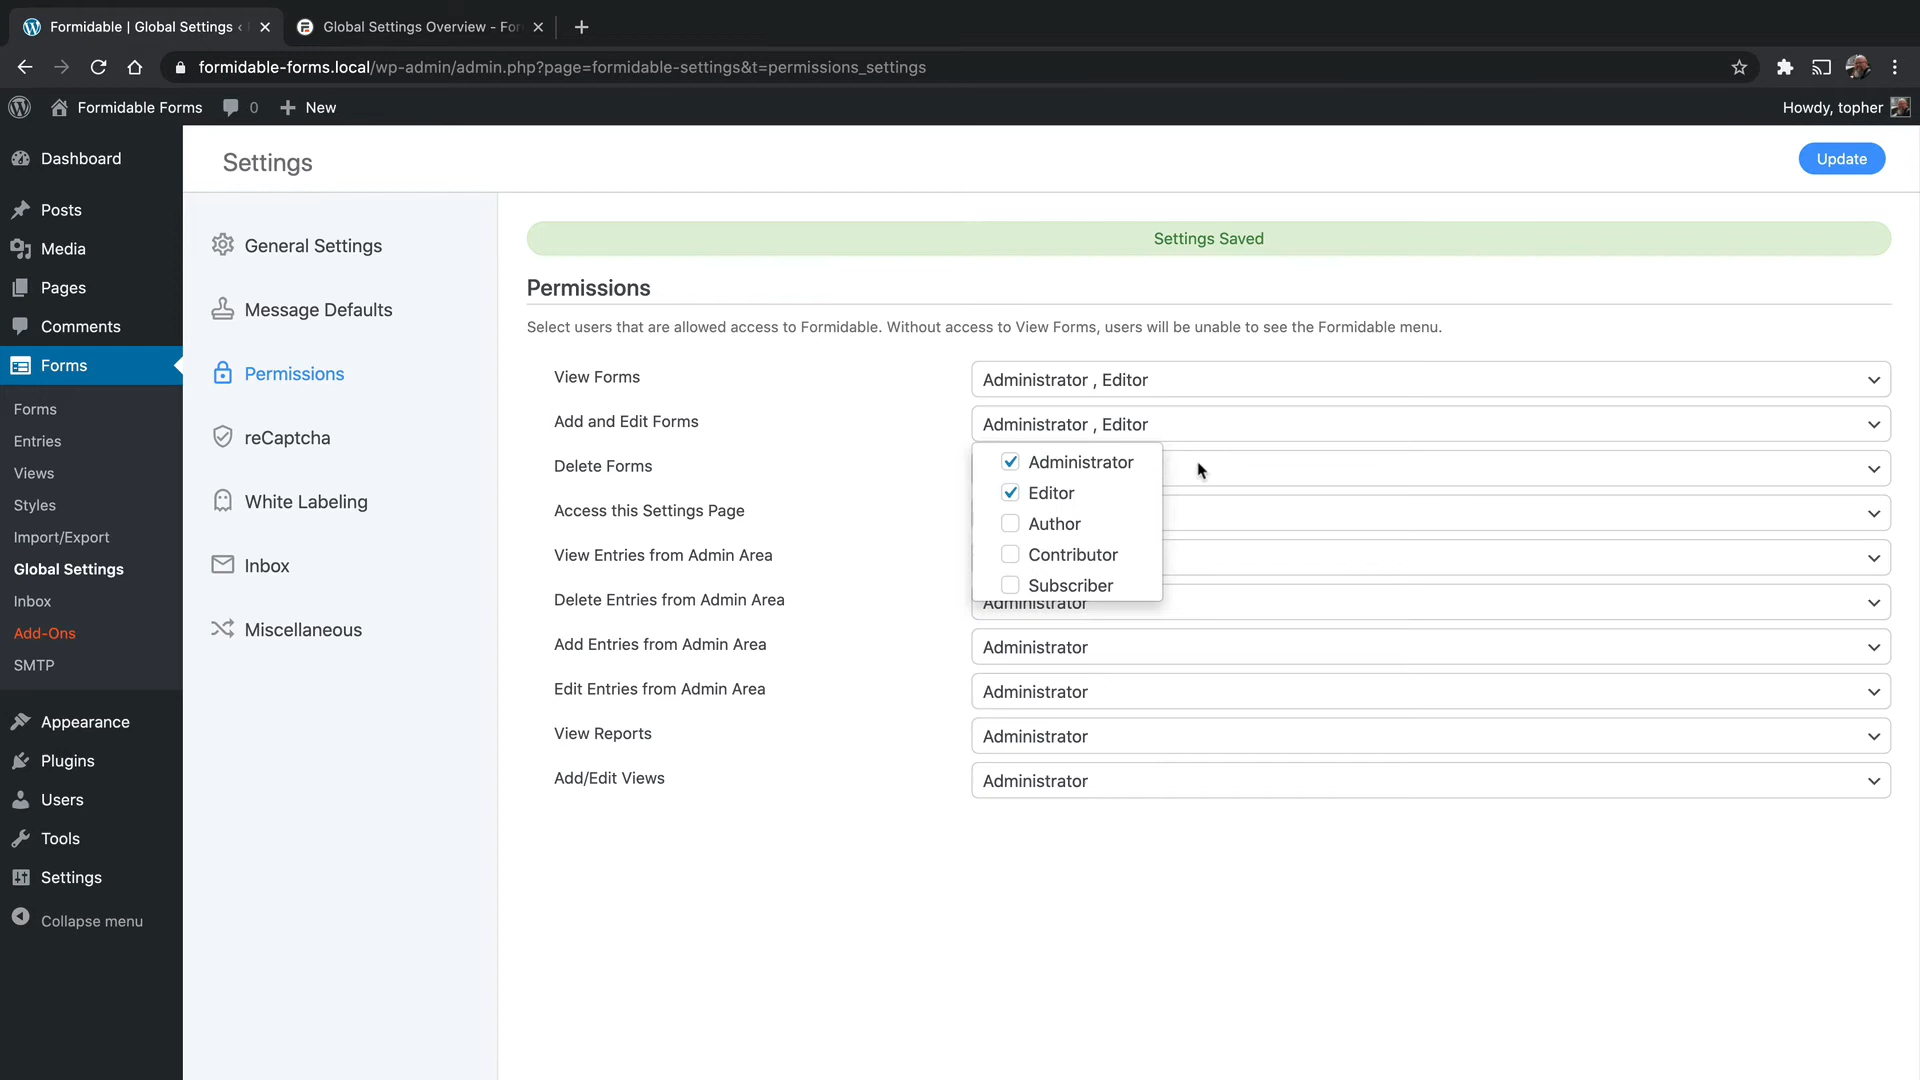 Formidable | Global Settings ‹
Global Settings Overview - For
formidable-forms.local/wp-admin/admin.php?page=formidable-settings&t=permissions_settings
Formidable Forms
0
New
Howdy, topher
Dashboard
Posts
Media
Pages
Comments
Forms
Forms
Entries
Views
Styles
Import/Export
Global Settings
Inbox
Add-Ons
SMTP
Appearance
Plugins
Users
Tools
Settings
Collapse menu
Settings
Update
General Settings
Message Defaults
Permissions
reCaptcha
White Labeling
Inbox
Miscellaneous
Settings Saved
Permissions
Select users that are allowed access to Formidable. Without access to View Forms, users will be unable to see the Formidable menu.
View Forms
Administrator , Editor
Add and Edit Forms
Administrator , Editor
Administrator
Editor
Author
Contributor
Subscriber
Delete Forms
Access this Settings Page
View Entries from Admin Area
Delete Entries from Admin Area
Administrator
Add Entries from Admin Area
Administrator
Edit Entries from Admin Area
Administrator
View Reports
Administrator
Add/Edit Views
Administrator